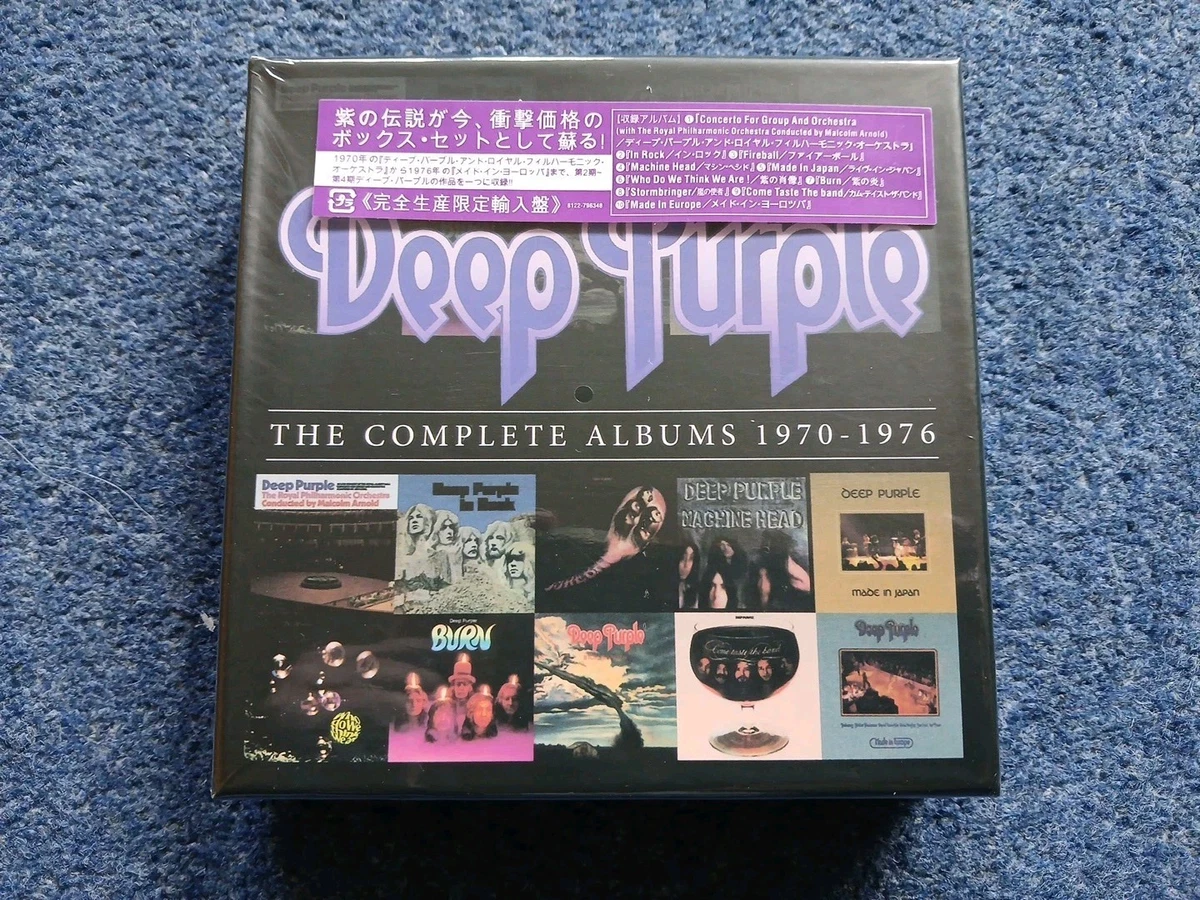 紫の伝説が今、衝撃価格の
ボックス・セットとして蘇る!
1970年の『ディープ・パープル・アンド・ロイヤル・フィルハーモニック・
オーケストラ』から1976年の『メイド・イン・ヨーロッパ』まで、第2期~
第4期ディープ・パープルの作品を一つに収録!!
《完全生産限定輸入盤》 8122-796348
【収録アルバム】①『Concerto For Group And Orchestra
(with The Royal Philharmonic Orchestra Conducted by Malcolm Arnold)
/ディープ・パープル・アンド・ロイヤル・フィルハーモニック・オーケストラ』
②『In Rock/イン・ロック』③『Fireball/ファイアーボール』
④『Machine Head/マシン・ヘッド』⑤『Made In Japan/ライヴ・イン・ジャパン』
⑥『Who Do We Think We Are!/紫の肖像』⑦『Burn/紫の炎』
⑧『Stormbringer/嵐の使者』⑨『Come Taste The band/カム・テイスト・ザ・バンド』
⑩『Made In Europe/メイド・イン・ヨーロッパ』
Deep Purple
THE COMPLETE ALBUMS 1970-1976
Deep Purple
The Royal Philharmonic Orchestra
Conducted by Malcolm Arnold
Deep Purple
in Rock
DEEP PURPLE
MACHINE HEAD
DEEP PURPLE
MADE IN JAPAN
Deep Purple
BURN
Deep Purple
Come taste the band
Deep Purple
Made in Europe